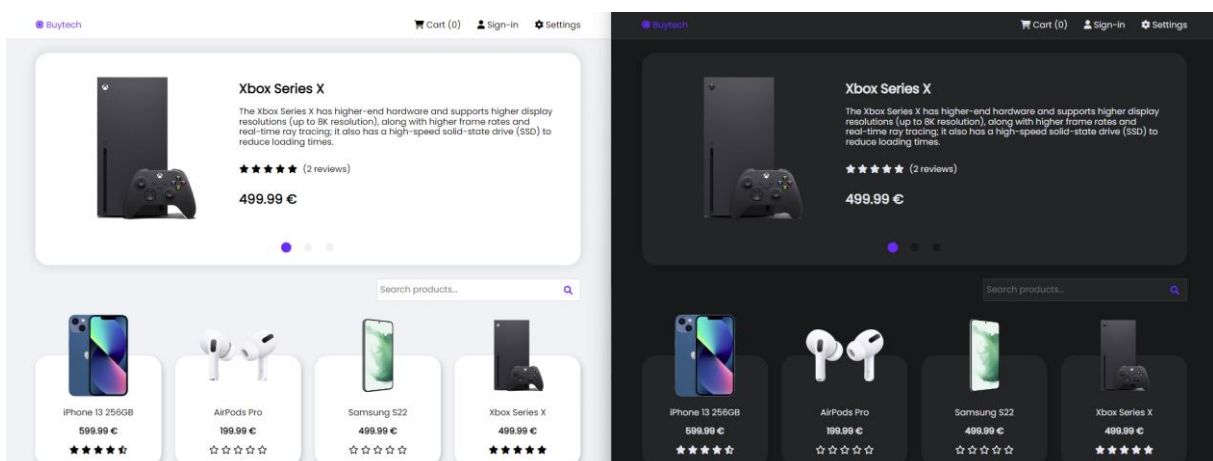 Buytech
Cart (0) Sign-in Settings
Xbox Series X
The Xbox Series X has higher-end hardware and supports higher display
resolutions (up to 8K resolution), along with higher frame rates and
real-time ray tracing; it also has a high-speed solid-state drive (SSD) to
reduce loading times.
(2 reviews)
499.99 €
Search products...
iPhone 13 256GB
599.99 €
AirPods Pro
199.99 €
Samsung S22
499.99 €
Xbox Series X
499.99 €
Buytech
Cart (0) Sign-in Settings
Xbox Series X
The Xbox Series X has higher-end hardware and supports higher display
resolutions (up to 8K resolution), along with higher frame rates and
real-time ray tracing; it also has a high-speed solid-state drive (SSD) to
reduce loading times.
(2 reviews)
499.99 €
Search products...
iPhone 13 256GB
599.99 €
AirPods Pro
199.99 €
Samsung S22
499.99 €
Xbox Series X
499.99 €